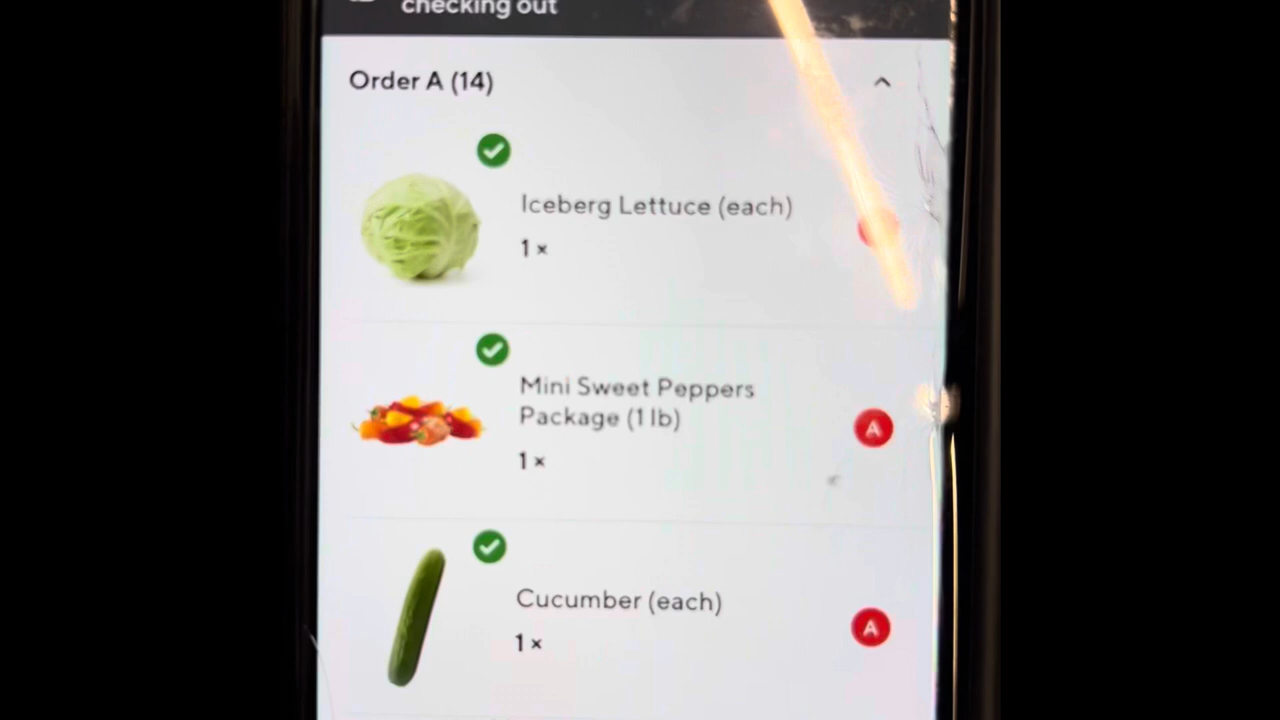 checking out
Order A (14)
Iceberg Lettuce (each)
1 ×
Mini Sweet Peppers
Package (1 lb)
1 ×
A
Cucumber (each)
1 ×
A